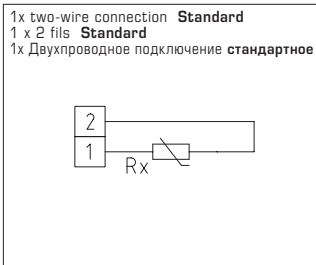 1x two-wire connection Standard
1 x 2 fils Standard
1x Двухпроводное подключение стандартное
2
1
Rx